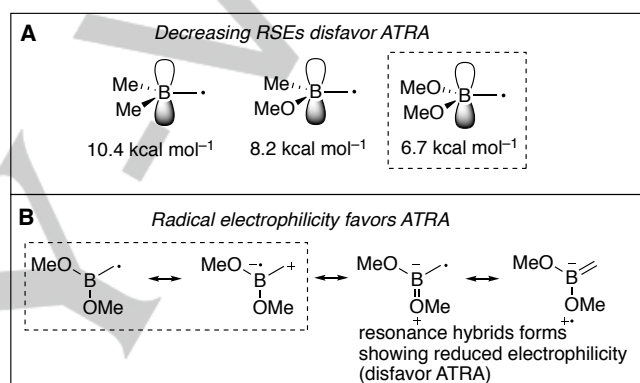 A
Decreasing RSEs disfavor ATRA
Me
Me
B
·
10.4 kcal mol⁻¹
Me
MeO
B
·
8.2 kcal mol⁻¹
MeO
MeO
B
·
6.7 kcal mol⁻¹
B
Radical electrophilicity favors ATRA
MeO
B
·
OMe
MeO
−·
B
+
OMe
MeO
−
B
·
OMe
+
MeO
−
B
OMe
+·
resonance hybrids forms
showing reduced electrophilicity
(disfavor ATRA)